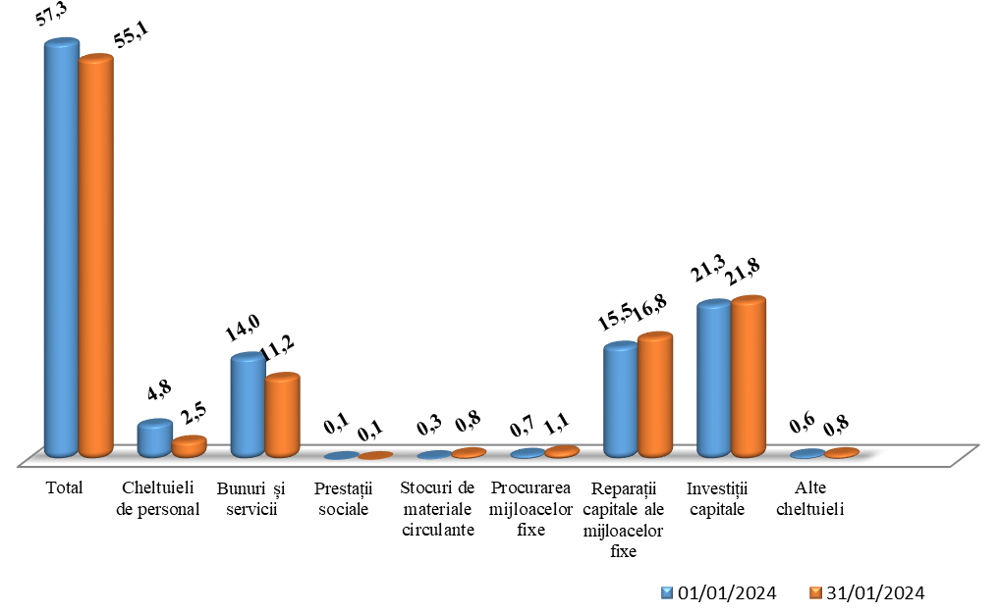 57,3
55,1
4,8
2,5
14,0
11,2
0,1
0,1
0,3
0,8
0,7
1,1
15,5
16,8
21,3
21,8
0,6
0,8
Total
Cheltuieli
de personal
Bunuri și
servicii
Prestații
sociale
Stocuri de
materiale
circulante
Procurarea
mijloacelor
fixe
Reparații
capitale ale
mijloacelor
fixe
Investiții
capitale
Alte
cheltuieli
01/01/2024
31/01/2024